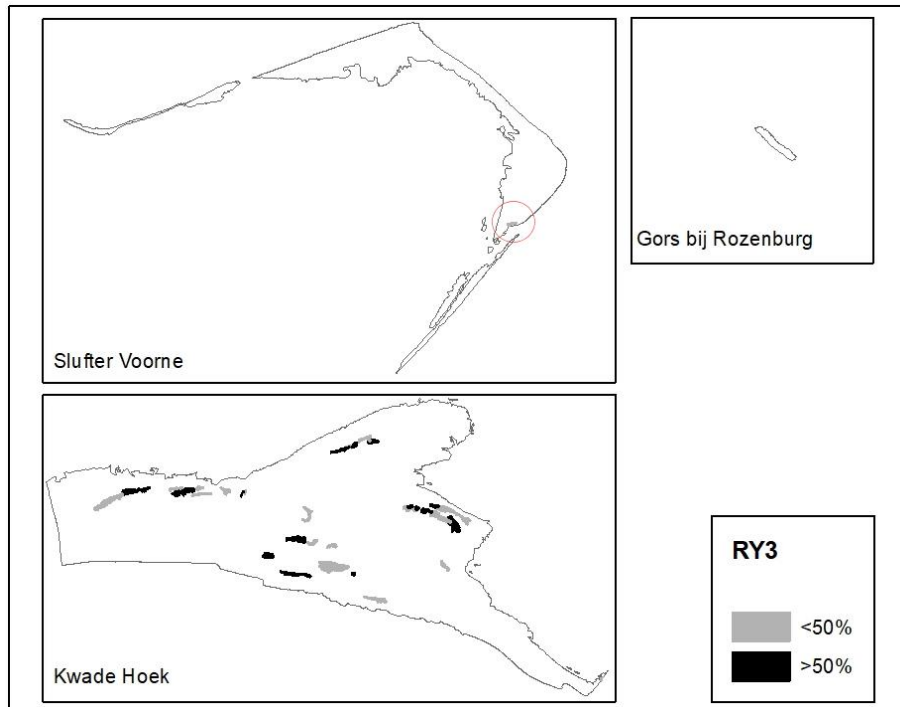 Slufter Voorne
Gors bij Rozenburg
Kwade Hoek
RY3
<50%
>50%